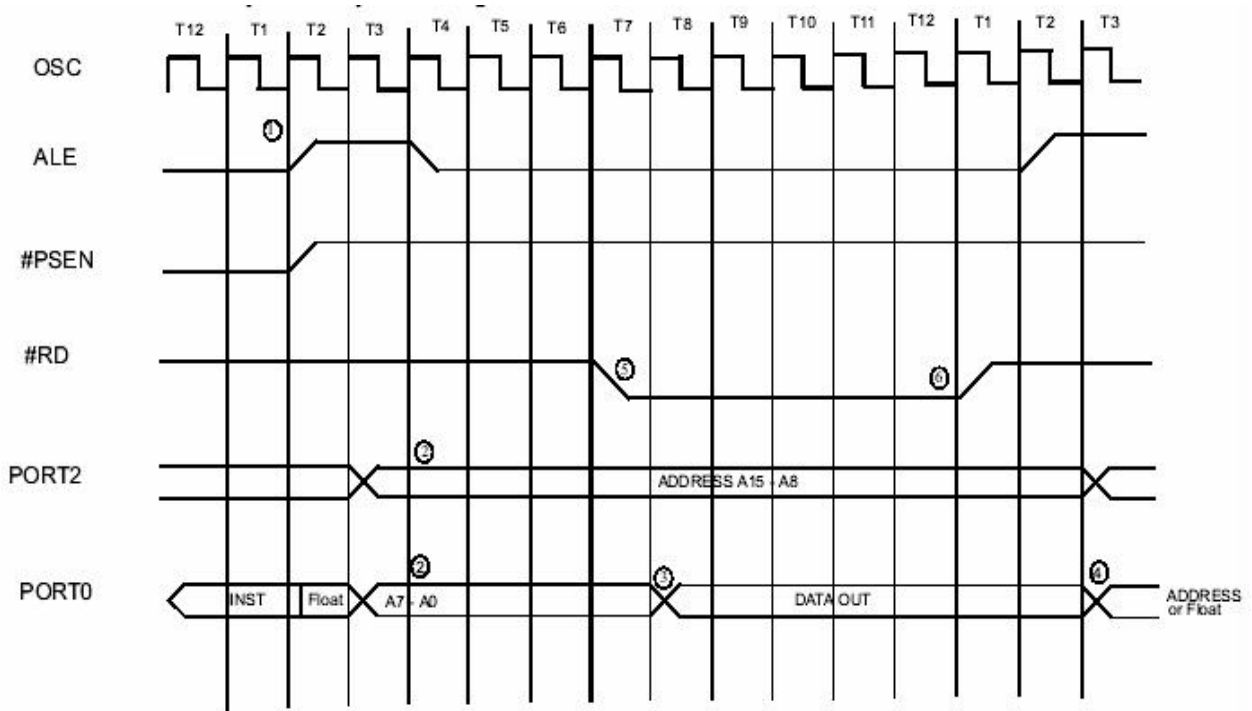 T12 T1 T2 T3 T4 T5 T6 T7 T8 T9 T10 T11 T12 T1 T2 T3
OSC
1
ALE
#PSEN
#RD
5
6
2
PORT2
ADDRESS A15 - A8
2
3
4
PORT0
INST
Float
A7 - A0
DATA OUT
ADDRESS
or Float